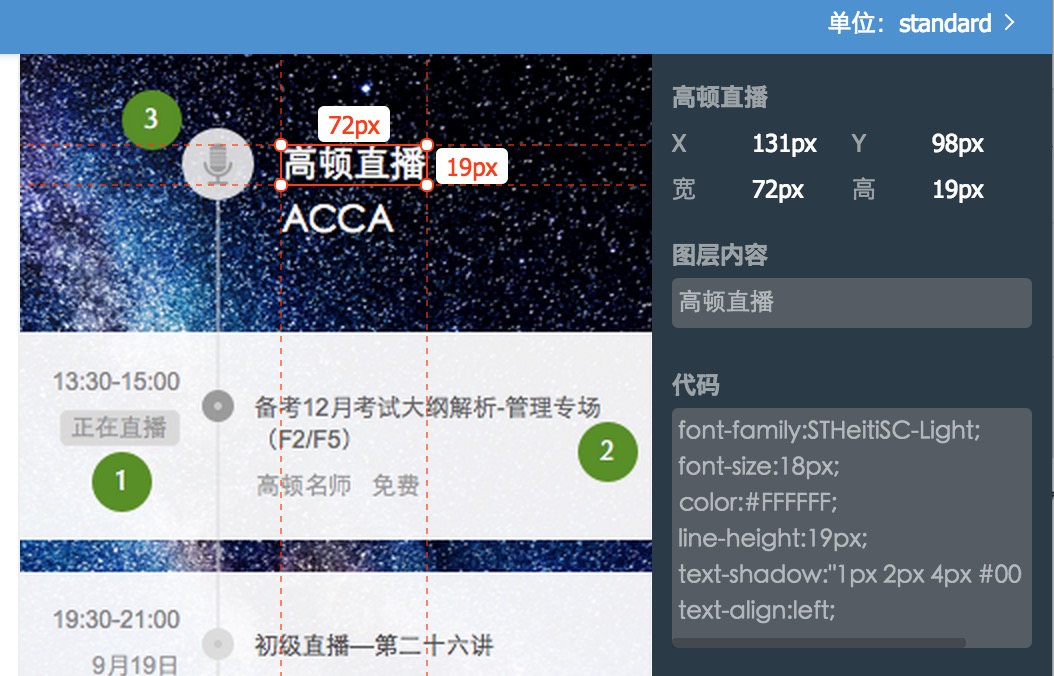 单位：standard
3
72px
高顿直播
19px
ACCA
13:30-15:00
正在直播
1
备考12月考试大纲解析-管理专场
（F2/F5）
2
高顿名师 免费
19:30-21:00
9月19日
初级直播—第二十六讲
高顿直播
X 131px Y 98px
宽 72px 高 19px
图层内容
高顿直播
代码
font-family:STHeitiSC-Light;
font-size:18px;
color:#FFFFFF;
line-height:19px;
text-shadow:"1px 2px 4px #00
text-align:left;